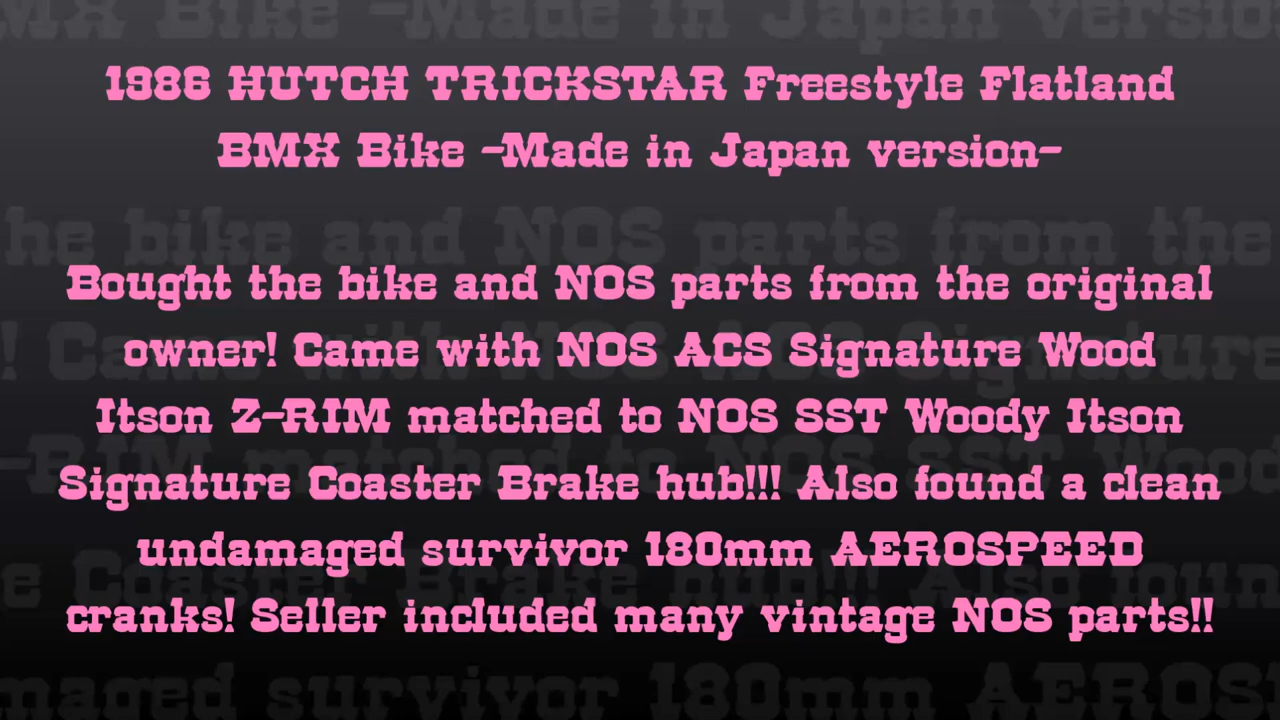 1986 HUTCH TRICKSTAR Freestyle Flatland
BMX Bike -Made in Japan version-
Bought the bike and NOS parts from the original
owner! Came with NOS ACS Signature Wood
Itson Z-RIM matched to NOS SST Woody Itson
Signature Coaster Brake hub!!! Also found a clean
undamaged survivor 180mm AEROSPEED
cranks! Seller included many vintage NOS parts!!